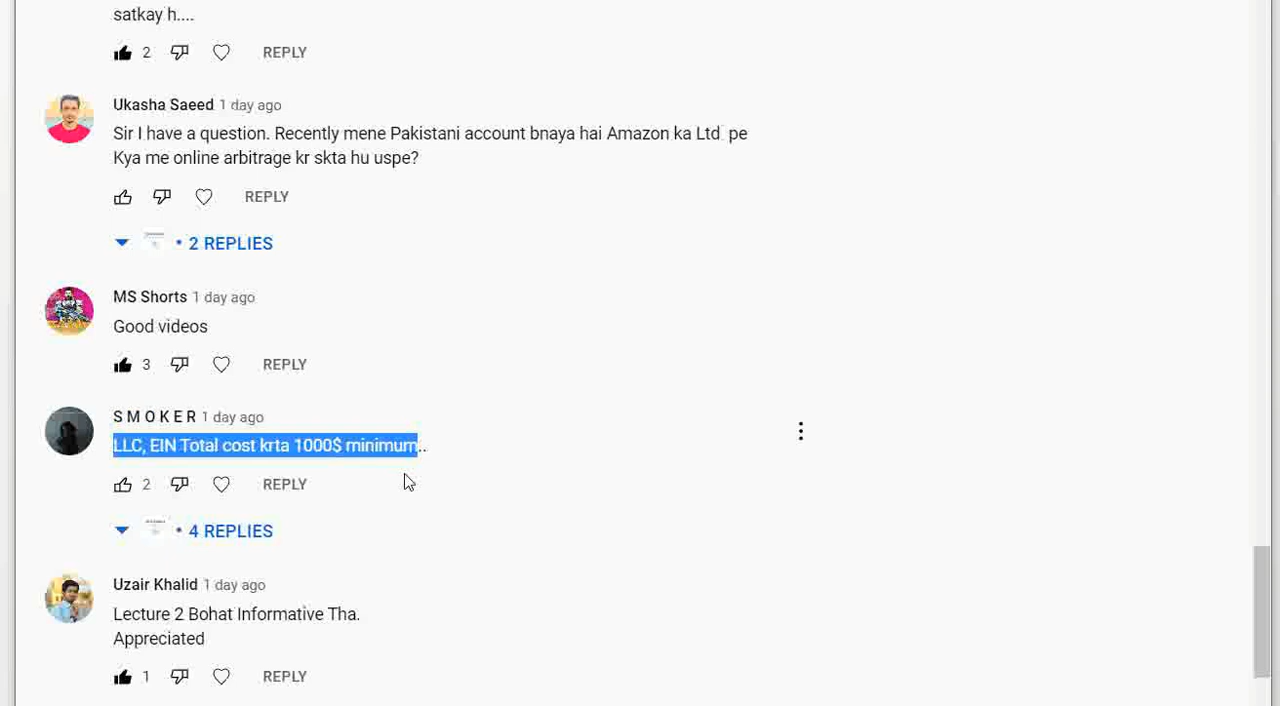 satkay h....
2 REPLY
Ukasha Saeed 1 day ago
Sir I have a question. Recently mene Pakistani account bnaya hai Amazon ka Ltd pe
Kya me online arbitrage kr skta hu uspe?
REPLY
• 2 REPLIES
MS Shorts 1 day ago
Good videos
3 REPLY
S M O K E R 1 day ago
LLC, EIN Total cost krta 1000$ minimum..
2 REPLY
• 4 REPLIES
Uzair Khalid 1 day ago
Lecture 2 Bohat Informative Tha.
Appreciated
1 REPLY